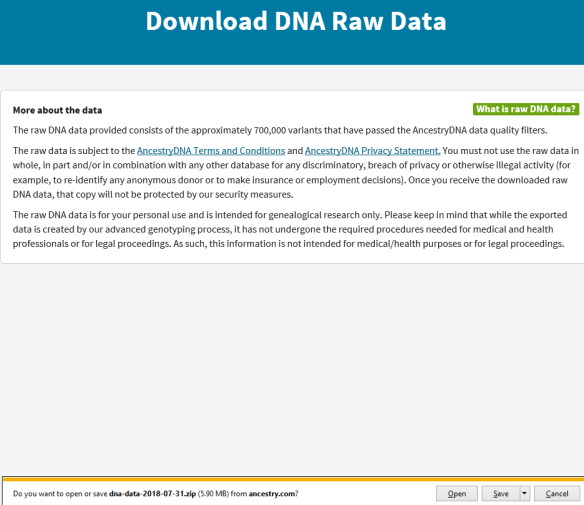 Download DNA Raw Data
More about the data
What is raw DNA data?
The raw DNA data provided consists of the approximately 700,000 variants that have passed the AncestryDNA data quality filters.
The raw data is subject to the AncestryDNA Terms and Conditions and AncestryDNA Privacy Statement. You must not use the raw data in
whole, in part and/or in combination with any other database for any discriminatory, breach of privacy or otherwise illegal activity (for
example, to re-identify any anonymous donor or to make insurance or employment decisions). Once you receive the downloaded raw
DNA data, that copy will not be protected by our security measures.
The raw DNA data is for your personal use and is intended for genealogical research only. Please keep in mind that while the exported
data is created by our advanced genotyping process, it has not undergone the required procedures needed for medical and health
professionals or for legal proceedings. As such, this information is not intended for medical/health purposes or for legal proceedings.
Do you want to open or save dna-data-2018-07-31.zip (5.90 MB) from ancestry.com?
Open
Save
Cancel